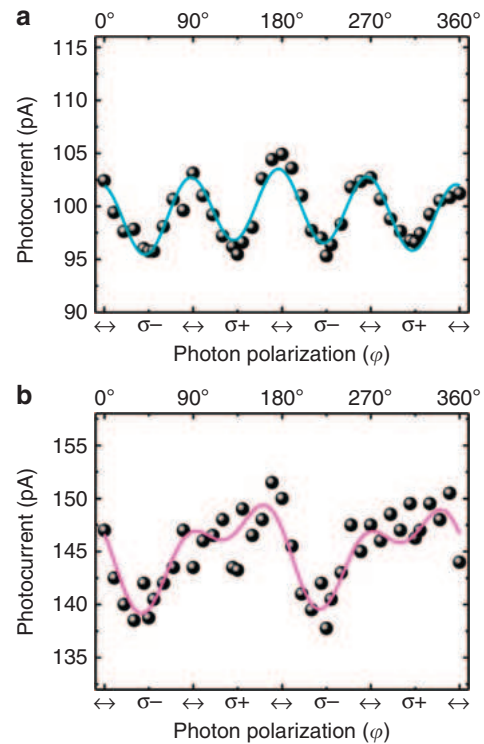 a
0° 90° 180° 270° 360°
115
110
105
100
95
90
Photocurrent (pA)
↔ σ− ↔ σ+ ↔ σ− ↔ σ+ ↔
Photon polarization (φ)
b
0° 90° 180° 270° 360°
155
150
145
140
135
Photocurrent (pA)
↔ σ− ↔ σ+ ↔ σ− ↔ σ+ ↔
Photon polarization (φ)